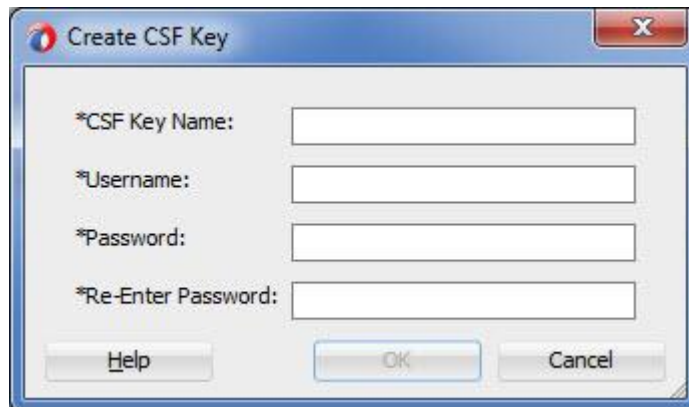 Create CSF Key
*CSF Key Name:
*Username:
*Password:
*Re-Enter Password:
Help OK Cancel